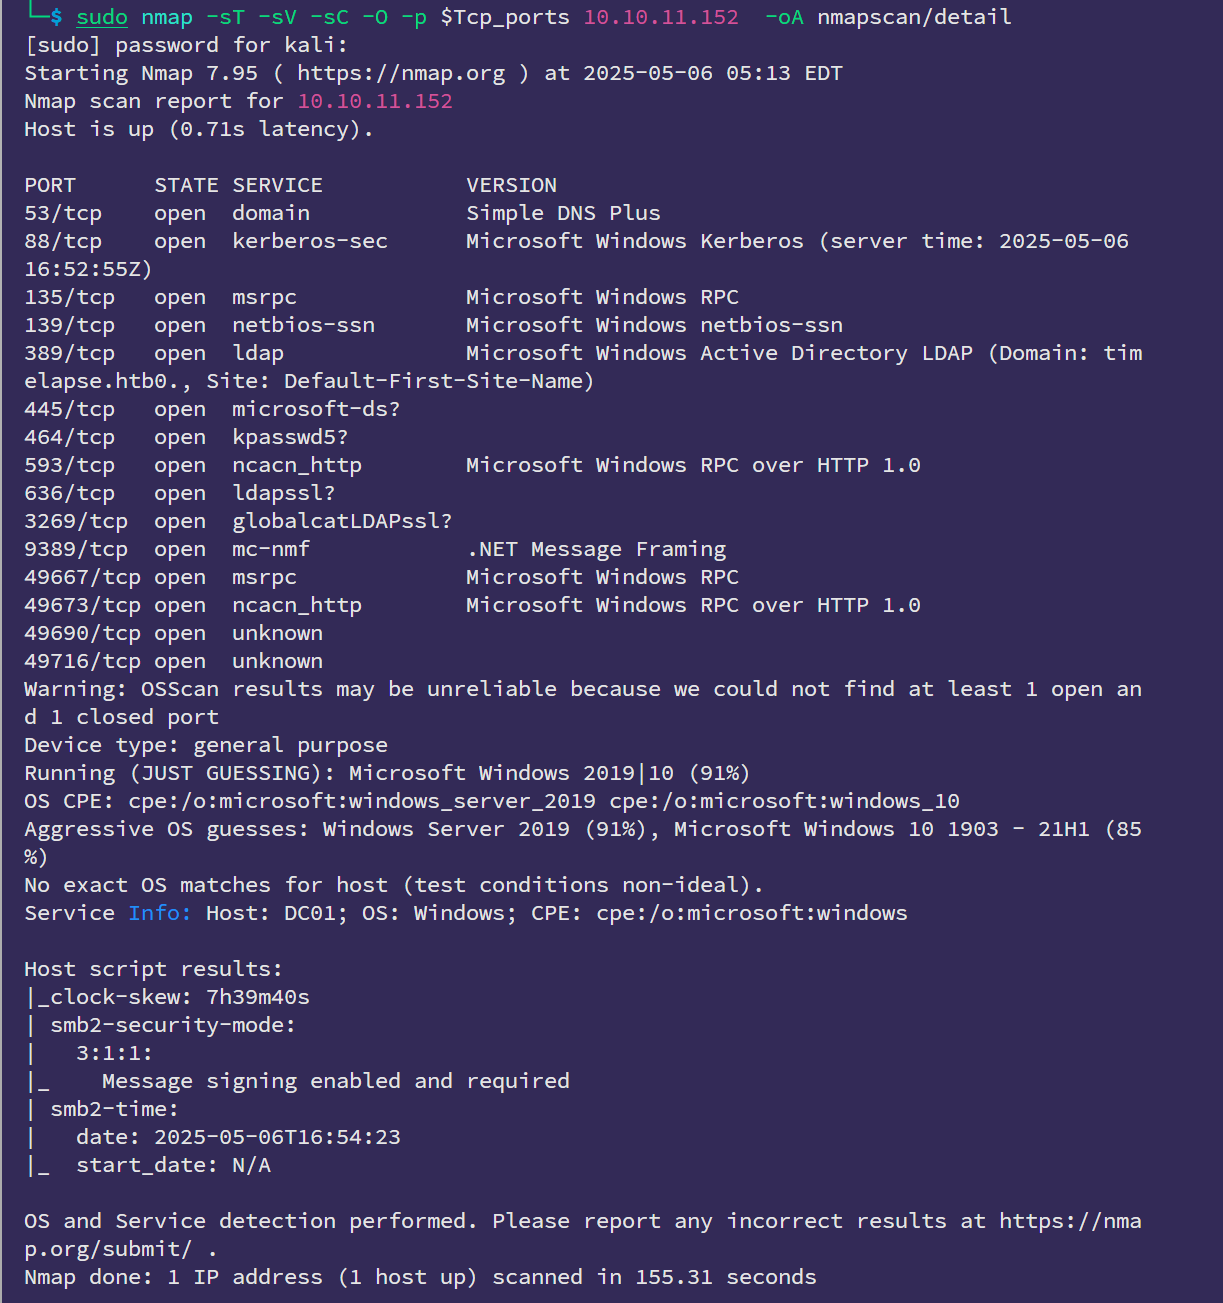 └─$ sudo nmap -sT -sV -sC -O -p $Tcp_ports 10.10.11.152  -oA nmapscan/detail
[sudo] password for kali:
Starting Nmap 7.95 ( https://nmap.org ) at 2025-05-06 05:13 EDT
Nmap scan report for 10.10.11.152
Host is up (0.71s latency).

PORT      STATE SERVICE           VERSION
53/tcp    open  domain            Simple DNS Plus
88/tcp    open  kerberos-sec      Microsoft Windows Kerberos (server time: 2025-05-06
16:52:55Z)
135/tcp   open  msrpc             Microsoft Windows RPC
139/tcp   open  netbios-ssn       Microsoft Windows netbios-ssn
389/tcp   open  ldap              Microsoft Windows Active Directory LDAP (Domain: tim
elapse.htb0., Site: Default-First-Site-Name)
445/tcp   open  microsoft-ds?
464/tcp   open  kpasswd5?
593/tcp   open  ncacn_http        Microsoft Windows RPC over HTTP 1.0
636/tcp   open  ldapssl?
3269/tcp  open  globalcatLDAPssl?
9389/tcp  open  mc-nmf            .NET Message Framing
49667/tcp open  msrpc             Microsoft Windows RPC
49673/tcp open  ncacn_http        Microsoft Windows RPC over HTTP 1.0
49690/tcp open  unknown
49716/tcp open  unknown
Warning: OSScan results may be unreliable because we could not find at least 1 open an
d 1 closed port
Device type: general purpose
Running (JUST GUESSING): Microsoft Windows 2019|10 (91%)
OS CPE: cpe:/o:microsoft:windows_server_2019 cpe:/o:microsoft:windows_10
Aggressive OS guesses: Windows Server 2019 (91%), Microsoft Windows 10 1903 - 21H1 (85
%)
No exact OS matches for host (test conditions non-ideal).
Service Info: Host: DC01; OS: Windows; CPE: cpe:/o:microsoft:windows

Host script results:
|_clock-skew: 7h39m40s
| smb2-security-mode:
|   3:1:1:
|_    Message signing enabled and required
| smb2-time:
|   date: 2025-05-06T16:54:23
|_  start_date: N/A

OS and Service detection performed. Please report any incorrect results at https://nma
p.org/submit/ .
Nmap done: 1 IP address (1 host up) scanned in 155.31 seconds